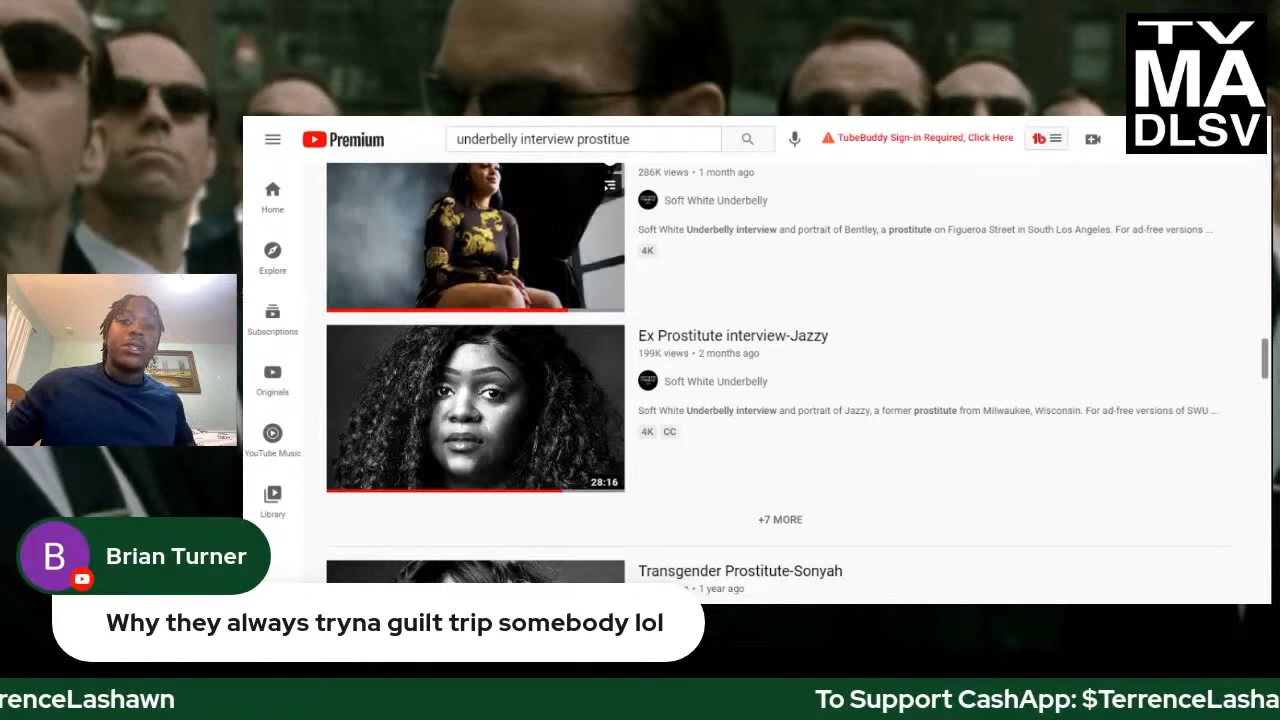 TV
MA
DLSV
Premium
underbelly interview prostitue
TubeBuddy Sign-in Required, Click Here
tb
286K views • 1 month ago
Soft White Underbelly
Soft White Underbelly interview and portrait of Bentley, a prostitute on Figueroa Street in South Los Angeles. For ad-free versions ...
4K
Home
Explore
Subscriptions
Originals
YouTube Music
Library
Ex Prostitute interview-Jazzy
199K views • 2 months ago
Soft White Underbelly
Soft White Underbelly interview and portrait of Jazzy, a former prostitute from Milwaukee, Wisconsin. For ad-free versions of SWU ...
4K CC
28:16
+7 MORE
Transgender Prostitute-Sonyah
• 1 year ago
B
Brian Turner
Why they always tryna guilt trip somebody lol
rrenceLashawn
To Support CashApp: $TerrenceLasha